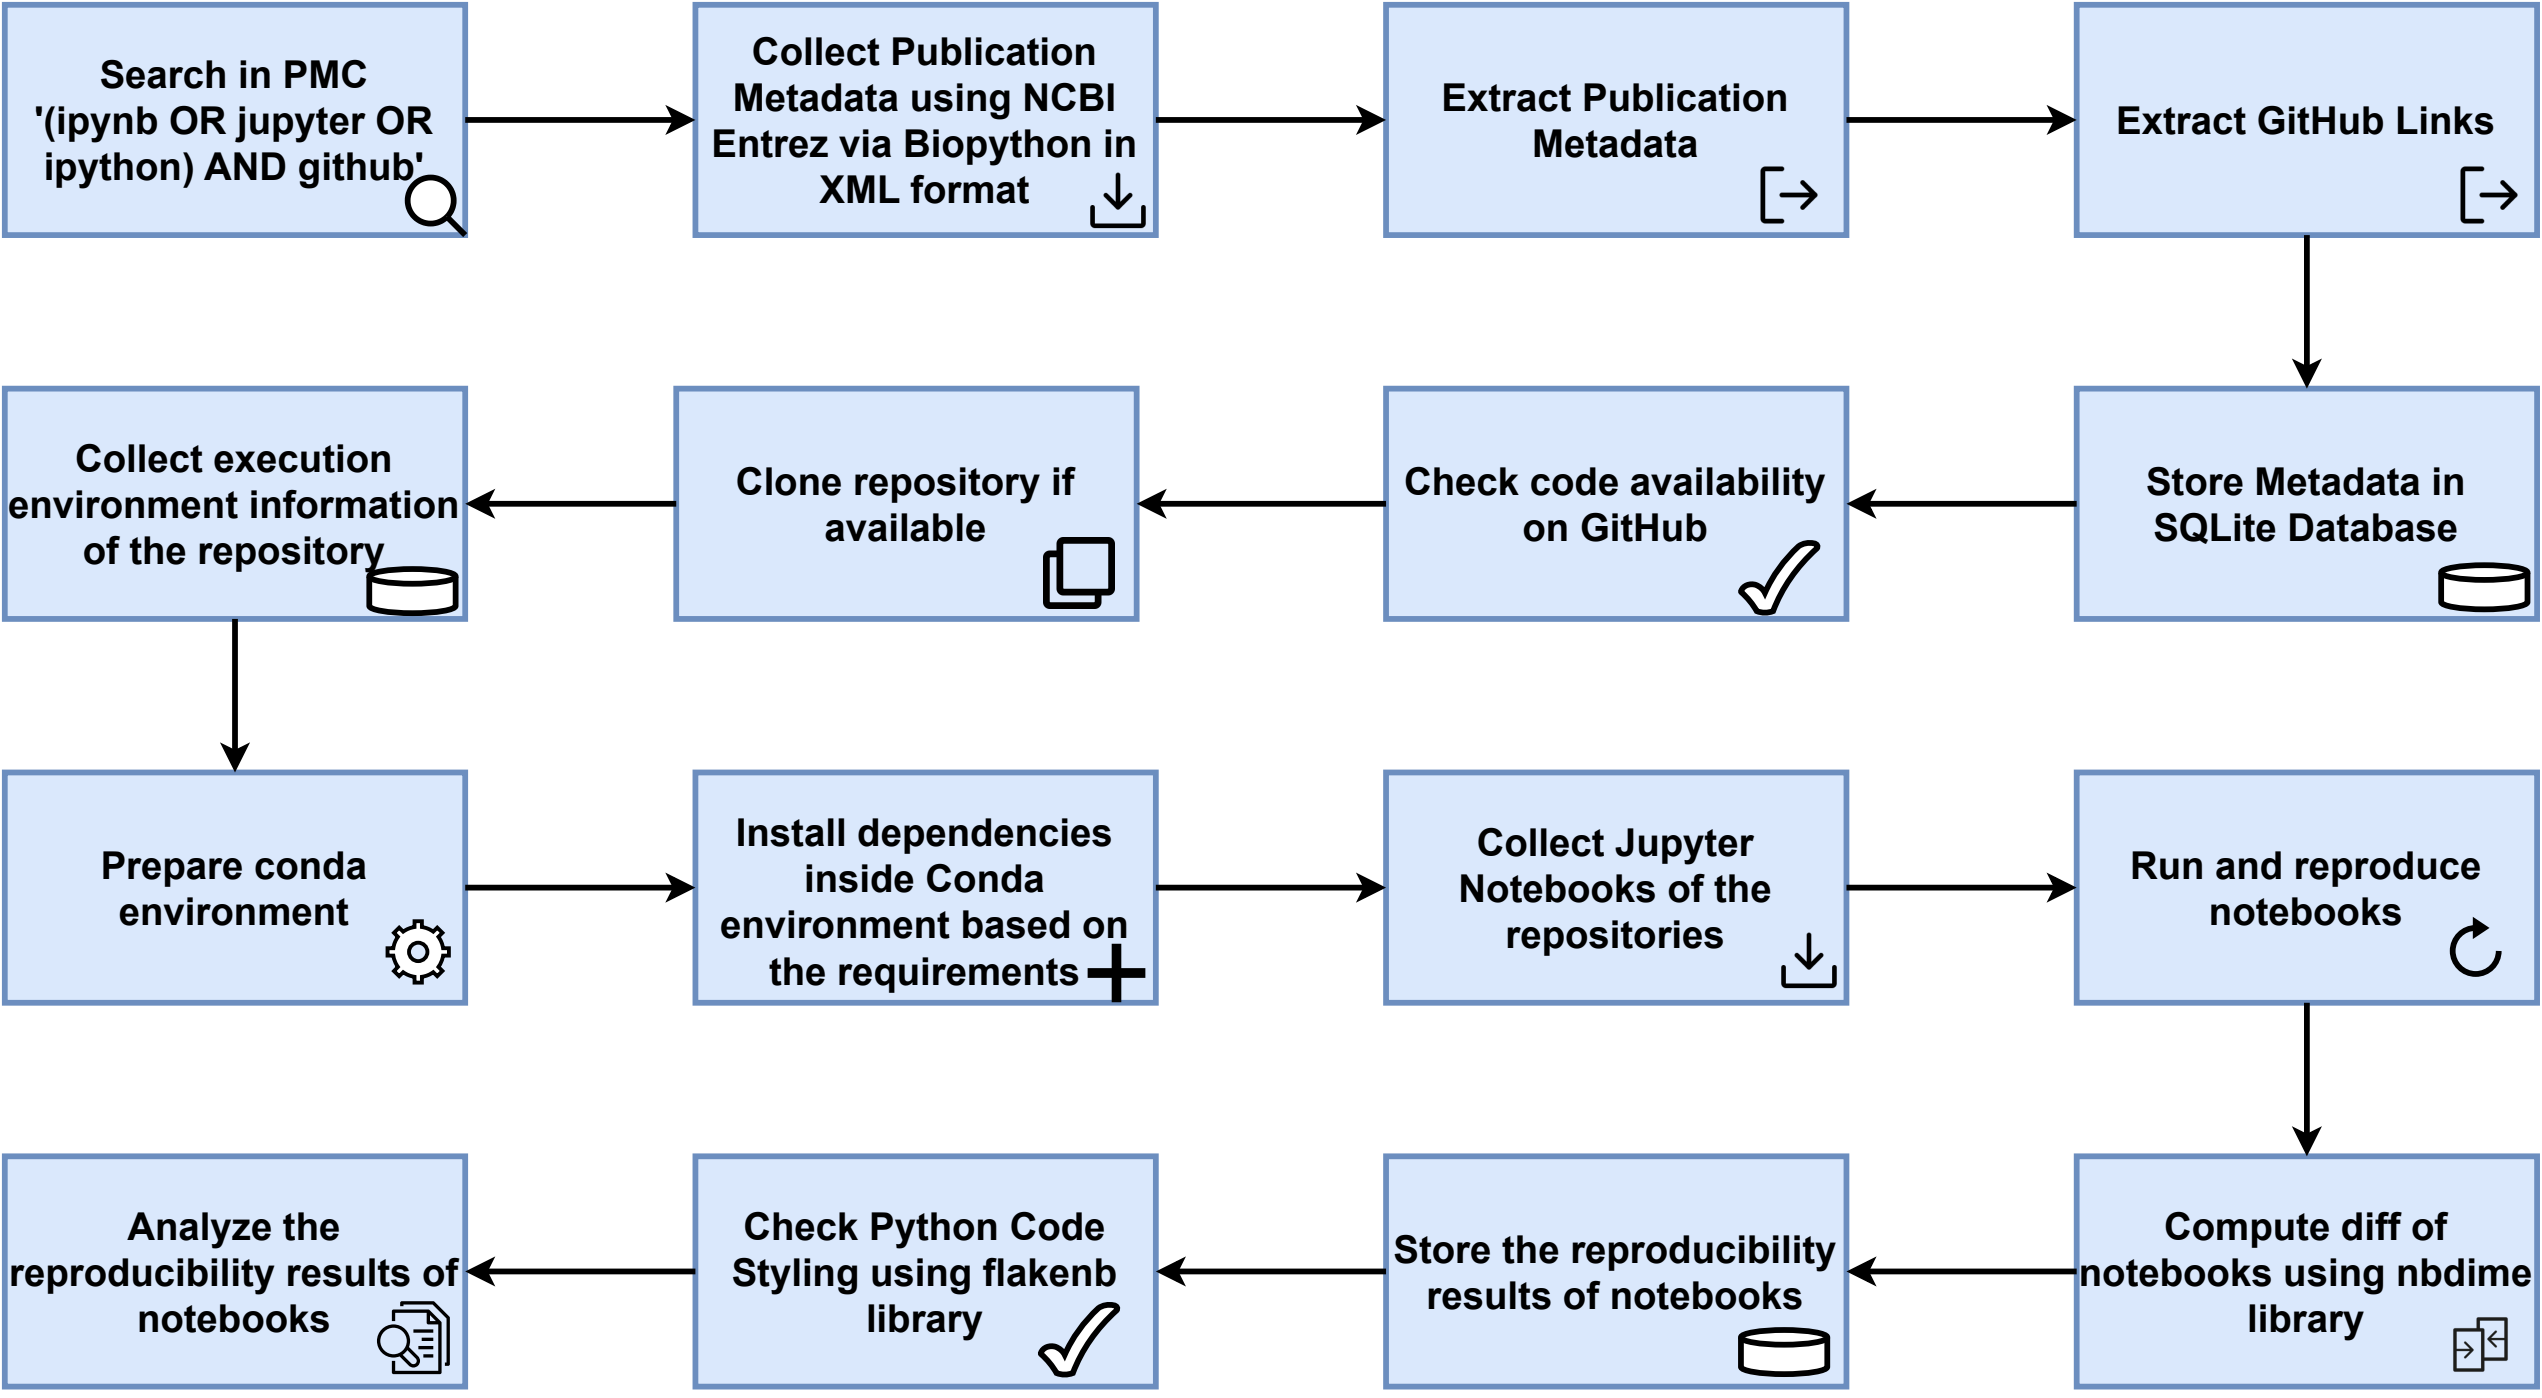 Search in PMC
'(ipynb OR jupyter OR
ipython) AND github'
Collect Publication
Metadata using NCBI
Entrez via Biopython in
XML format
Extract Publication
Metadata
Extract GitHub Links
Store Metadata in
SQLite Database
Check code availability
on GitHub
Clone repository if
available
Collect execution
environment information
of the repository
Prepare conda
environment
Install dependencies
inside Conda
environment based on
the requirements
Collect Jupyter
Notebooks of the
repositories
Run and reproduce
notebooks
Compute diff of
notebooks using nbdime
library
Store the reproducibility
results of notebooks
Check Python Code
Styling using flakenb
library
Analyze the
reproducibility results of
notebooks